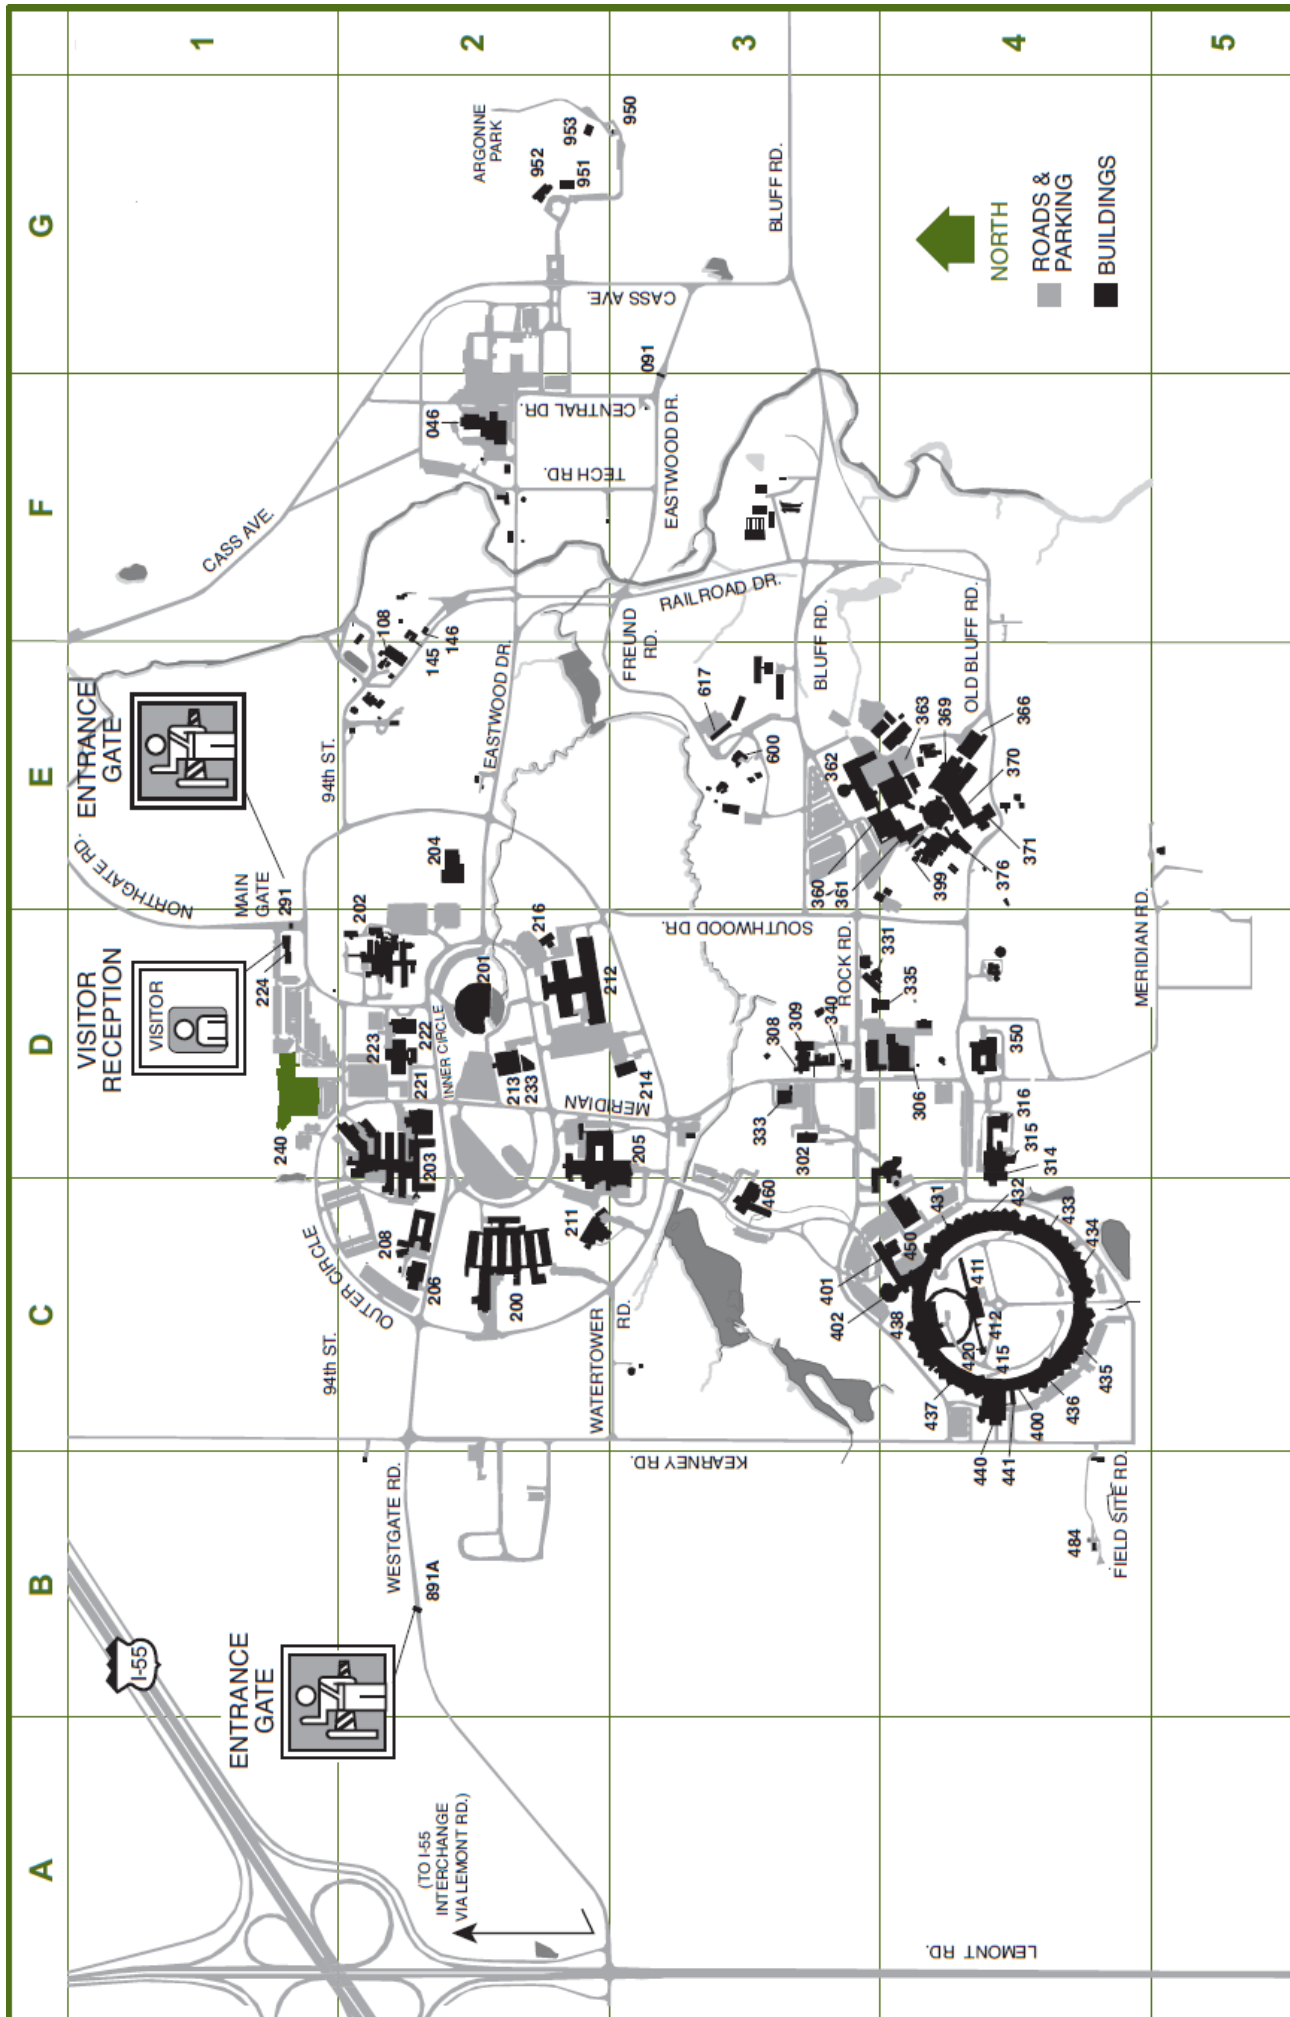 A
B
C
D
E
F
G
1
2
3
4
5
I-55
ENTRANCE
GATE
(TO I-55
INTERCHANGE
VIA LEMONT RD.)
LEMONT RD.
WESTGATE RD.
891A
KEARNEY RD.
FIELD SITE RD.
484
94th ST.
OUTER CIRCLE
WATERTOWER
RD.
VISITOR
RECEPTION
VISITOR
ENTRANCE
GATE
NORTHGATE RD.
MAIN
GATE
291
224
240
94th ST.
CASS AVE.
208
206
200
211
203
205
221
223
222
INNER CIRCLE
201
202
204
213
233
214
216
212
MERIDIAN
EASTWOOD DR.
108
145
146
046
TECH RD.
CENTRAL DR.
EASTWOOD DR.
091
CASS AVE.
ARGONNE
PARK
952
951
953
950
BLUFF RD.
FREUND
RD.
RAILROAD DR.
617
600
BLUFF RD.
OLD BLUFF RD.
SOUTHWOOD DR.
ROCK RD.
MERIDIAN RD.
460
302
333
308
309
340
331
335
306
350
316
315
314
360
361
362
363
369
366
370
371
376
399
401
402
450
431
432
433
434
435
436
400
437
438
411
412
415
420
440
441
NORTH
ROADS &
PARKING
BUILDINGS